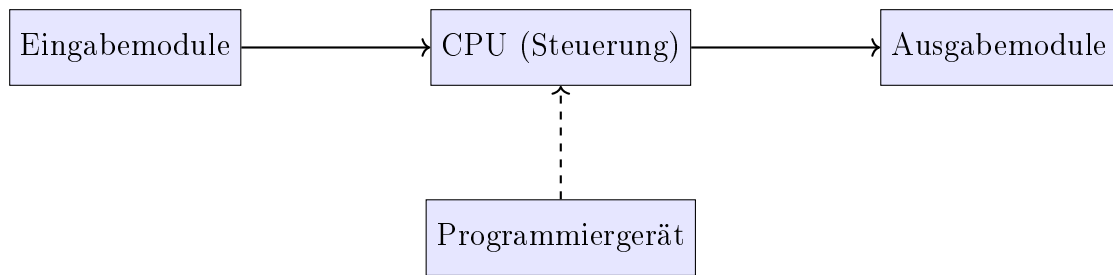 Eingabemodule
CPU (Steuerung)
Ausgabemodule
Programmiergerät